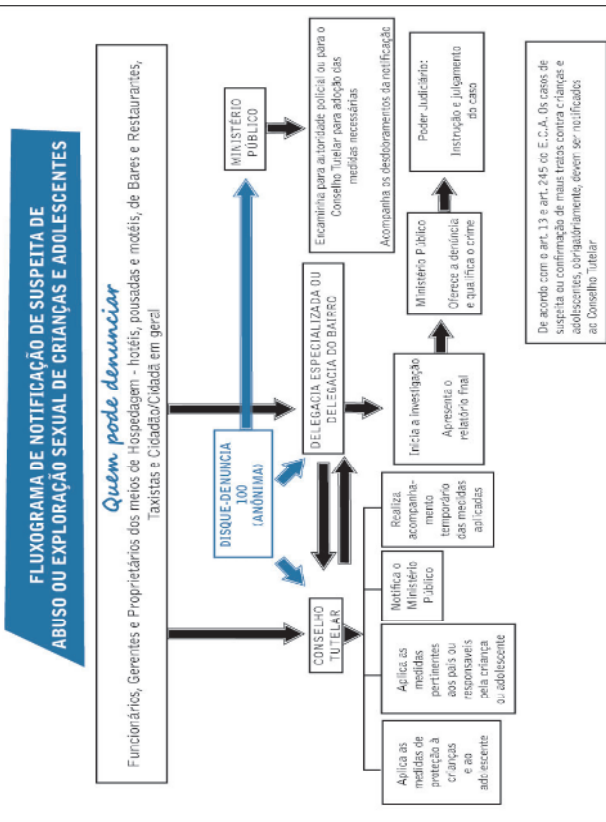 FLUXOGRAMA DE NOTIFICAÇÃO DE SUSPEITA DE
ABUSO OU EXPLORAÇÃO SEXUAL DE CRIANÇAS E ADOLESCENTES
Quem pode denunciar
Funcionários, Gerentes e Proprietários dos meios de Hospedagem - hotéis, pousadas e motéis, de Bares e Restaurantes,
Taxistas e Cidadão/Cidadã em geral
DISQUE-DENUNCIA
100
(ANÔNIMA)
MINISTÉRIO
PÚBLICO
CONSELHO
TUTELAR
DELEGACIA ESPECIALIZADA OU
DELEGACIA DO BAIRRO
Encaminha para autoridade policial ou para o
Conselho Tutelar para adoção das
medidas necessárias
Acompanha os desdobramentos da notificação
Aplica as
medidas de
proteção à
crianças
e ao
adolescente
Aplica as
medidas
pertinentes
aos pais ou
responsaveis
pela criança
ou adolescente
Notifica o
Ministério
Público
Realiza
acompanha-
mento
temporário
das medidas
aplicadas
Inicia a investigação
Apresenta o
relatório final
Ministério Público
Oferece a denúncia
e qualifica o crime
Poder Judiciário:
Instrução e julgamento
do caso
De acordo com o art. 13 e art. 245 co E.C.A. Os casos de
suspeita ou confirmação de maus tratos contra crianças e
adolescentes, obrigatóriamente, devem ser notificados
ao Conselho Tutelar